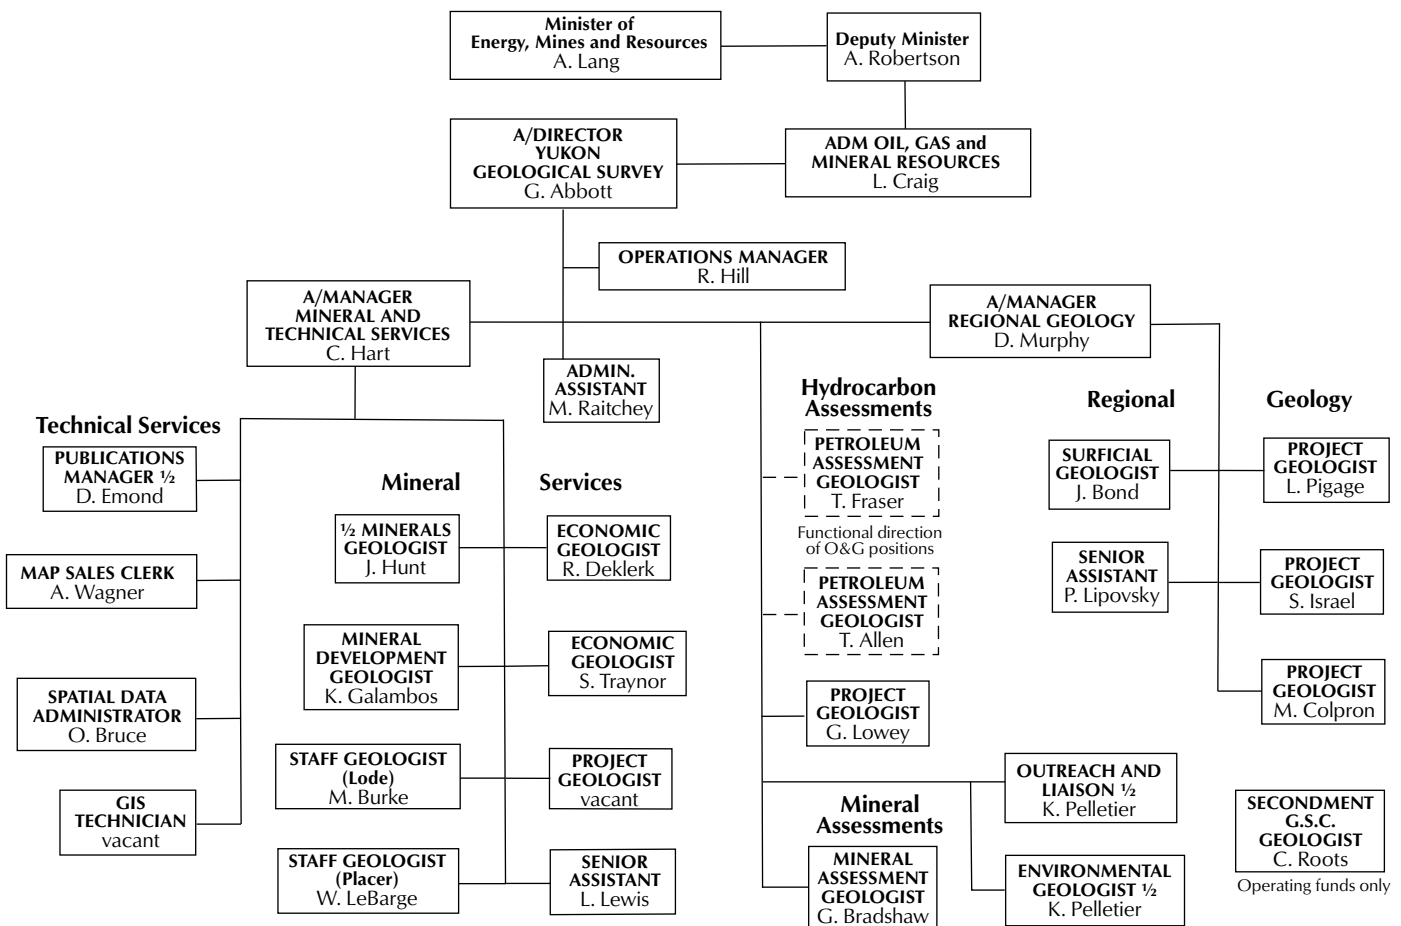 Minister of
Energy, Mines and Resources
A. Lang
Deputy Minister
A. Robertson
A/DIRECTOR
YUKON
GEOLOGICAL SURVEY
G. Abbott
ADM OIL, GAS and
MINERAL RESOURCES
L. Craig
OPERATIONS MANAGER
R. Hill
A/MANAGER
MINERAL AND
TECHNICAL SERVICES
C. Hart
A/MANAGER
REGIONAL GEOLOGY
D. Murphy
ADMIN.
ASSISTANT
M. Raitchey
Technical Services
PUBLICATIONS
MANAGER ½
D. Emond
MAP SALES CLERK
A. Wagner
SPATIAL DATA
ADMINISTRATOR
O. Bruce
GIS
TECHNICIAN
vacant
Mineral Services
½ MINERALS
GEOLOGIST
J. Hunt
ECONOMIC
GEOLOGIST
R. Deklerk
MINERAL
DEVELOPMENT
GEOLOGIST
K. Galambos
ECONOMIC
GEOLOGIST
S. Traynor
STAFF GEOLOGIST
(Lode)
M. Burke
PROJECT
GEOLOGIST
vacant
STAFF GEOLOGIST
(Placer)
W. LeBarge
SENIOR
ASSISTANT
L. Lewis
Hydrocarbon
Assessments
PETROLEUM
ASSESSMENT
GEOLOGIST
T. Fraser
Functional direction
of O&G positions
PETROLEUM
ASSESSMENT
GEOLOGIST
T. Allen
PROJECT
GEOLOGIST
G. Lowey
Mineral
Assessments
MINERAL
ASSESSMENT
GEOLOGIST
G. Bradshaw
OUTREACH AND
LIAISON ½
K. Pelletier
ENVIRONMENTAL
GEOLOGIST ½
K. Pelletier
Regional Geology
SURFICIAL
GEOLOGIST
J. Bond
PROJECT
GEOLOGIST
L. Pigage
SENIOR
ASSISTANT
P. Lipovsky
PROJECT
GEOLOGIST
S. Israel
PROJECT
GEOLOGIST
M. Colpron
SECONDMENT
G.S.C.
GEOLOGIST
C. Roots
Operating funds only